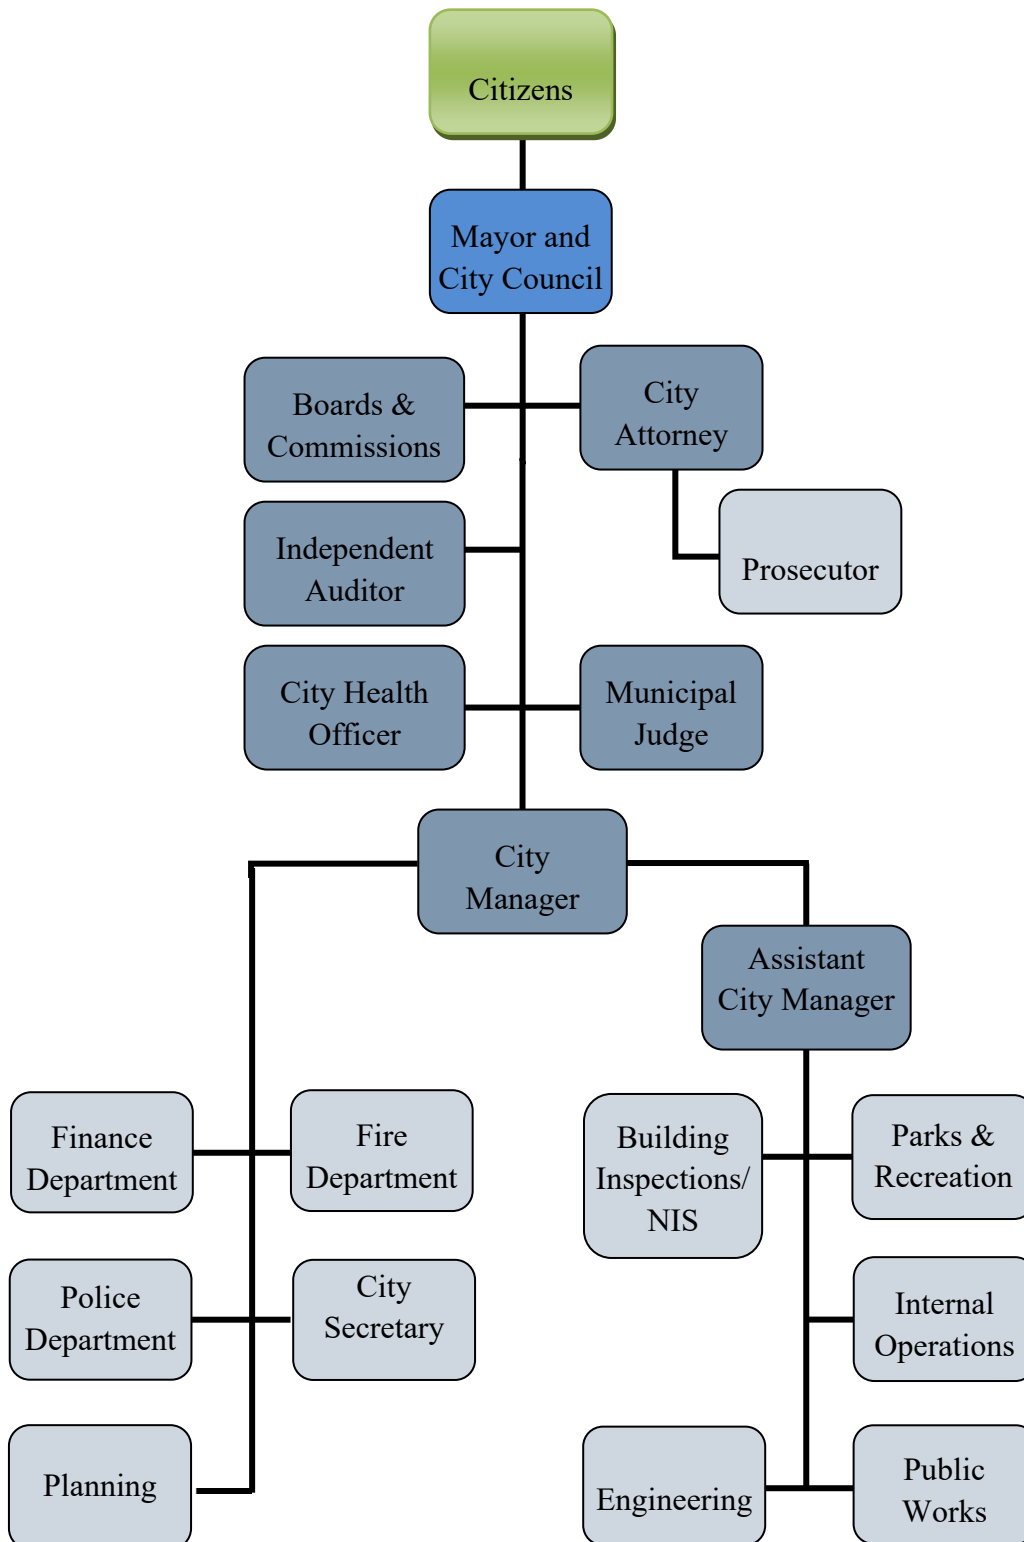 Citizens
Mayor and
City Council
Boards &
Commissions
City
Attorney
Independent
Auditor
Prosecutor
City Health
Officer
Municipal
Judge
City
Manager
Assistant
City Manager
Finance
Department
Fire
Department
Building
Inspections/
NIS
Parks &
Recreation
Police
Department
City
Secretary
Internal
Operations
Planning
Engineering
Public
Works